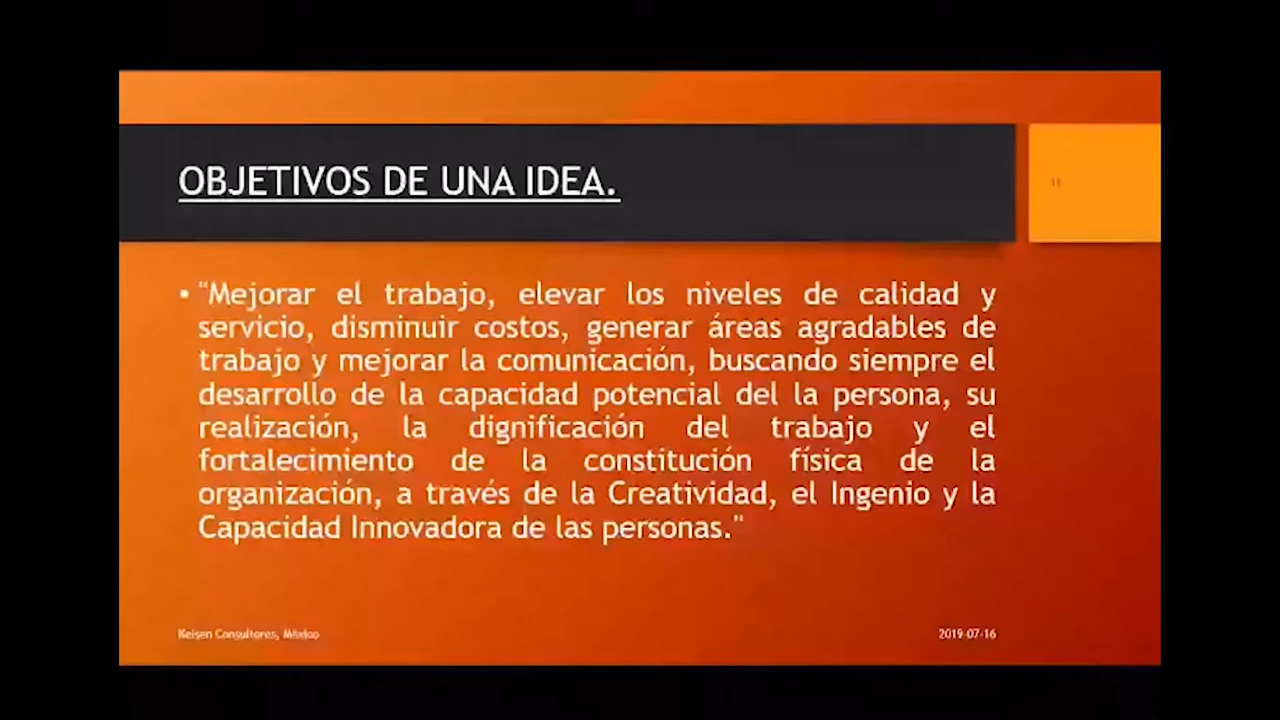 OBJETIVOS DE UNA IDEA.
• "Mejorar el trabajo, elevar los niveles de calidad y
servicio, disminuir costos, generar áreas agradables de
trabajo y mejorar la comunicación, buscando siempre el
desarrollo de la capacidad potencial del la persona, su
realización, la dignificación del trabajo y el
fortalecimiento de la constitución física de la
organización, a través de la Creatividad, el Ingenio y la
Capacidad Innovadora de las personas."
Keisen Consultores, México
2019-07-16